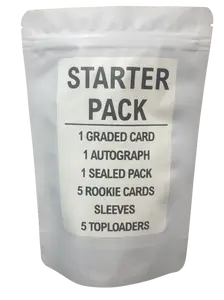 STARTER
PACK
1 GRADED CARD
1 AUTOGRAPH
1 SEALED PACK
5 ROOKIE CARDS
SLEEVES
5 TOPLOADERS